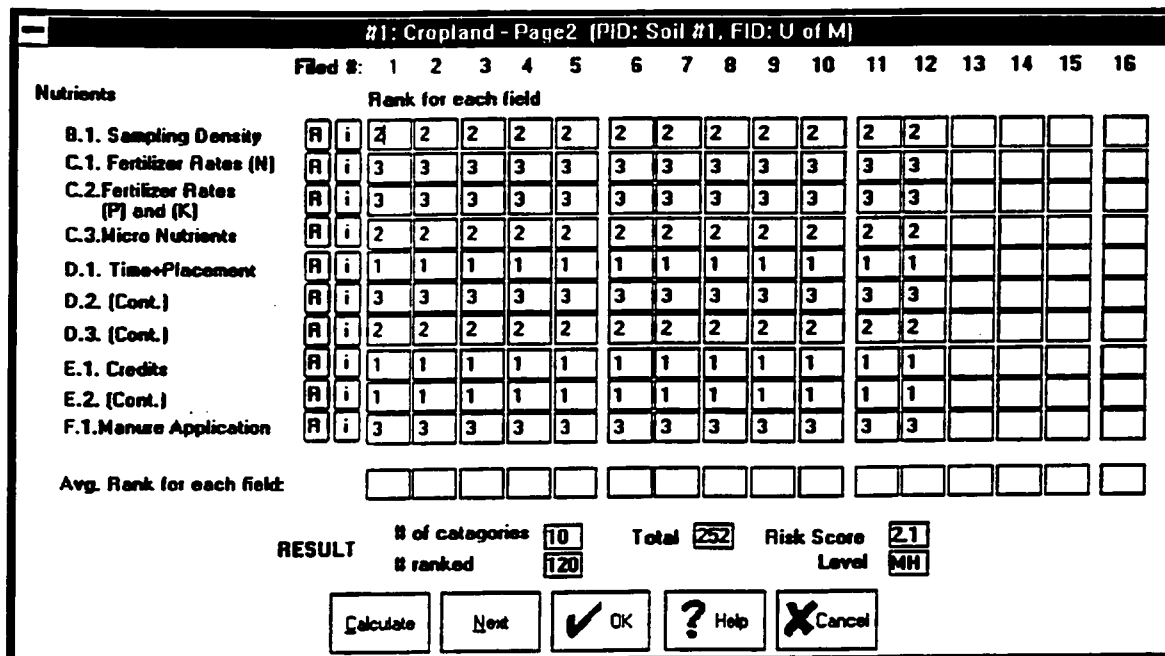 #1: Cropland - Page2 (PID: Soil #1, FID: U of M)
Filed #: 1 2 3 4 5 6 7 8 9 10 11 12 13 14 15 16
Nutrients
Rank for each field
B.1. Sampling Density R i 2 2 2 2 2 2 2 2 2 2 2 2
C.1. Fertilizer Rates (N) R i 3 3 3 3 3 3 3 3 3 3 3 3
C.2.Fertilizer Rates
(P) and (K) R i 3 3 3 3 3 3 3 3 3 3 3 3
C.3.Micro Nutrients R i 2 2 2 2 2 2 2 2 2 2 2 2
D.1. Time+Placement R i 1 1 1 1 1 1 1 1 1 1 1 1
D.2. (Cont.) R i 3 3 3 3 3 3 3 3 3 3 3 3
D.3. (Cont.) R i 2 2 2 2 2 2 2 2 2 2 2 2
E.1. Credits R i 1 1 1 1 1 1 1 1 1 1 1 1
E.2. (Cont.) R i 1 1 1 1 1 1 1 1 1 1 1 1
F.1.Manure Application R i 3 3 3 3 3 3 3 3 3 3 3 3
Avg. Rank for each field:
# of catagories 10 Total 252 Risk Score 2.1
RESULT
# ranked 120 Level MH
Calculate Next OK Help Cancel